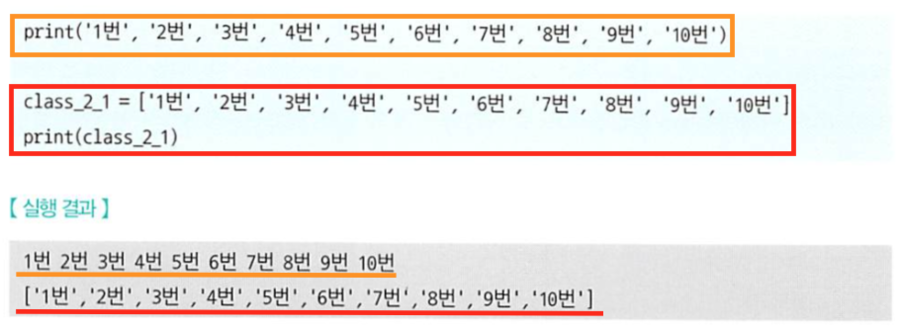 print('1번', '2번', '3번', '4번', '5번', '6번', '7번', '8번', '9번', '10번')
class_2_1 = ['1번', '2번', '3번', '4번', '5번', '6번', '7번', '8번', '9번', '10번']
print(class_2_1)
【 실행 결과 】
1번 2번 3번 4번 5번 6번 7번 8번 9번 10번
['1번','2번','3번','4번','5번','6번','7번','8번','9번','10번']